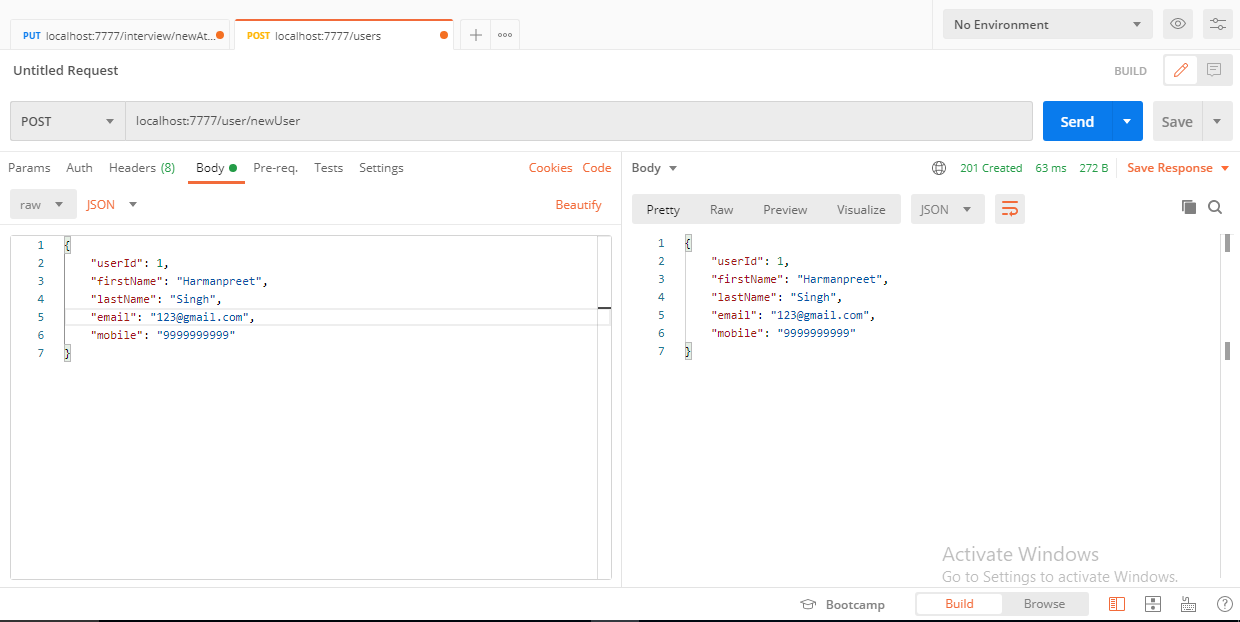 PUT localhost:7777/interview/newAt...
POST localhost:7777/users
No Environment
Untitled Request
BUILD
POST
localhost:7777/user/newUser
Send
Save
Params Auth Headers (8) Body Pre-req. Tests Settings Cookies Code
raw JSON Beautify
1 {
2 "userId": 1,
3 "firstName": "Harmanpreet",
4 "lastName": "Singh",
5 "email": "123@gmail.com",
6 "mobile": "9999999999"
7 }
Body 201 Created 63 ms 272 B Save Response
Pretty Raw Preview Visualize JSON
1 {
2 "userId": 1,
3 "firstName": "Harmanpreet",
4 "lastName": "Singh",
5 "email": "123@gmail.com",
6 "mobile": "9999999999"
7 }
Activate Windows
Go to Settings to activate Windows.
Bootcamp Build Browse ?